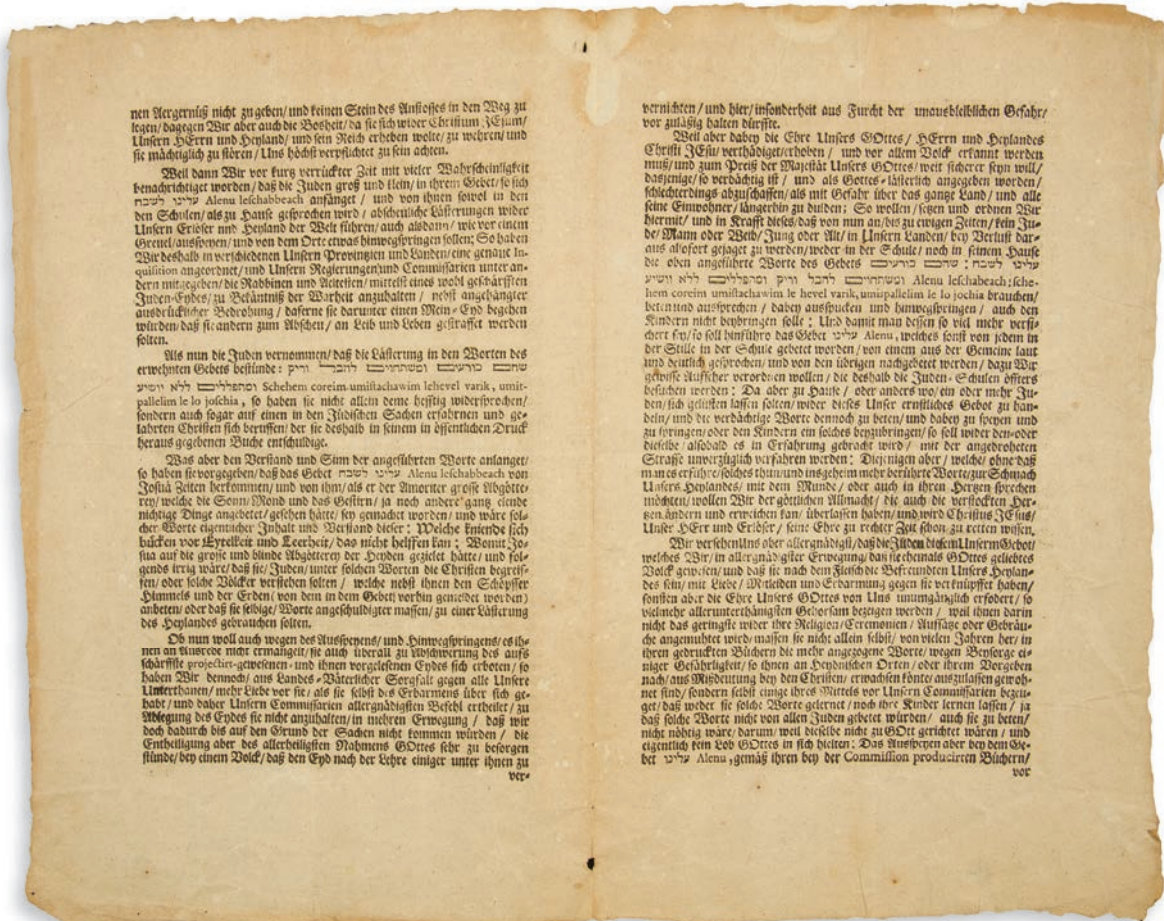 nen Aergernüß nicht zu geben/ und keinen Stein des Anstosses in den Weg zu
legen/ dagegen Wir aber auch die Bosheit/ da sie sich wider Christum JEsum/
Unsern HErrn und Heyland/ und sein Reich erheben wolte/ zu wehren/ und
sie mächtiglich zu stören/ Uns höchst verpflichtet zu sein achten.
Weil dann Wir vor kurtz verrückter Zeit mit vieler Wahrscheinligkeit
benachrichtiget worden/ daß die Juden groß und klein/ in ihrem Gebet/ so sich
עלינו לשבח Alenu leschabbeach anfänget / und von ihnen sowol in den
den Schulen/ als zu Hause gesprochen wird / abscheuliche Lästerungen wider
Unsern Erlöser und Heyland der Welt führen/ auch alsdann/ wie vor einem
Greuel/ ausspeyen/ und von dem Orte etwas hinwegspringen sollen; So haben
Wir deshalb in verschiedenen Unsern Provintzien und Landen/ eine genaue In-
quisition angeordnet/ und Unsern Regierungen und Commissarien unter an-
dern mitgegeben/ die Rabbinen und Aeltesten/ mittelst eines wohl geschärfften
Juden-Eydes/ zu Bekäntniß der Warheit anzuhalten / nebst angehängter
ausdrücklicher Bedrohung / daferne sie darunter einen Mein-Eyd begehen
würden/ daß sie andern zum Abscheu/ an Leib und Leben gestraffet werden
solten.
Als nun die Juden vernommen/ daß die Lästerung in den Worten des
erwehnten Gebets bestünde: שהכם כורעיכם ומשתחויכם להבל וריק
ומתפלליכם ללא יושיע Schehem coreim umistachawim lehevel varik, umit-
pallelim le lo joschia, so haben sie nicht allein deme hefftig widersprochen/
sondern auch sogar auf einen in den Jüdischen Sachen erfahrnen und ge-
lahrten Christen sich beruffen/ der sie deshalb in seinem in öffentlichen Druck
heraus gegebenen Buche entschuldige.
Was aber den Verstand und Sinn der angeführten Worte anlanget/
so haben sie vorgegeben/ daß das Gebet עלינו לשבח Alenu leschabbeach von
Josua Zeiten herkommen/ und von ihm/ als er der Amoriter grosse Abgötte-
rey/ welche die Sonn/ Mond und das Gestirn/ ja noch andere gantz elende
nichtige Dinge angebetet/ gesehen hätte/ sey gemachet worden/ und wäre sol-
cher Worte eigentlicher Inhalt und Verstand dieser: Welche kniende sich
bücken vor Eytelkeit und Leerheit/ das nicht helffen kan: Womit Jo-
sua auf die grosse und blinde Abgötterey der Heyden gezielet hätte/ und fol-
gends irrig wäre/ daß sie/ Juden/ unter solchen Worten die Christen begreif-
fen/ oder solche Völcker verstehen solten / welche nebst ihnen den Schöpffer
Himmels und der Erden (von dem in dem Gebet vorhin gemeldet worden)
anbeten/ oder daß sie selbige/ Worte angeschuldigter massen/ zu einer Lästerung
des Heylandes gebrauchen solten.
Ob nun woll auch wegen des Ausspeyens/ und Hinwegspringens/ es ih-
nen an Ausrede nicht ermangelt/ sie auch überall zu Abschwerung des aufs
schärffste projectirt-gewesenen- und ihnen vorgelesenen Eydes sich erboten/ so
haben Wir dennoch/ aus Landes-Väterlicher Sorgfalt gegen alle Unsere
Unterthanen/ mehr Liebe vor sie/ als sie selbst des Erbarmens über sich ge-
habt/ und daher Unsern Commissarien allergnädigsten Befehl ertheilet/ zu
Ablegung des Eydes sie nicht anzuhalten/ in mehren Erwegung / daß wir
doch dadurch bis auf den Grund der Sachen nicht kommen würden / die
Entheiligung aber des allerheiligsten Nahmens GOttes sehr zu besorgen
stünde/ bey einem Volck/ daß den Eyd nach der Lehre einiger unter ihnen zu
ver-
vernichten / und hier/ insonderheit aus Furcht der unausbleiblichen Gefahr/
vor zuläßig halten dürffte.
Weil aber dabey die Ehre Unsers GOttes / HErrn und Heylandes
Christi JEsu/ verthädiget/ erhoben / und vor allem Volck erkannt werden
muß/ und zum Preiß der Majestät Unsers GOttes/ weit sicherer seyn will/
dasjenige/ so verdächtig ist / und als Gottes-lästerlich angegeben worden/
schlechterdings abzuschaffen/ als mit Gefahr über das gantze Land/ und alle
seine Einwohner/ längerhin zu dulden: So wollen/ setzen und ordnen Wir
hiermit/ und in Krafft dieses/ daß von nun an/ bis zu ewigen Zeiten/ kein Ju-
de/ Mann oder Weib/ Jung oder Alt/ in Unsern Landen/ bey Verlust dar-
aus alsofort gejaget zu werden/ weder in der Schule/ noch in seinem Hause
die oben angeführte Worte des Gebets עלינו לשבח: שהכם כורעיכם
ומשתחויכם להבל וריק ומתפלליכם ללא יושיע Alenu leschabeach: sche-
hem coreim umistachawim le hevel varik, umitpallelim le lo jochia brauchen/
beten und aussprechen / dabey ausspucken und hinwegspringen/ auch den
Kindern nicht beybringen solle: Und damit man dessen so viel mehr versi-
chert sey/ so soll hinführo das Gebet עלינו Alenu, welches sonst von jedem in
der Stille in der Schule gebetet worden/ von einem aus der Gemeine laut
und deutlich gesprochen/ und von den übrigen nachgebetet werden/ dazu Wir
gewisse Auffseher verordnen wollen / die deshalb die Juden-Schulen öffters
besuchen werden: Da aber zu Hause / oder anders wo/ ein oder mehr Ju-
den/ sich gelüsten lassen solten/ wider dieses Unser ernstliches Gebot zu han-
deln/ und die verdächtige Worte dennoch zu beten/ und dabey zu speyen und
zu springen/ oder den Kindern ein solches beyzubringen/ so soll wider den- oder
dieselbe / alsobald es in Erfahrung gebracht wird/ mit der angedroheten
Straffe unverzüglich verfahren werden: Diejenigen aber / welche/ ohne daß
man es erführe/ solches thun/ und insgeheim mehr berührte Worte/ zur Schmach
Unsers Heylandes/ mit dem Munde / oder auch in ihren Hertzen sprechen
möchten/ wollen Wir der göttlichen Allmacht/ die auch die verstockten Her-
tzen ändern und erweichen kan/ überlassen haben/ und wird Christus JEsus/
Unser HErr und Erlöser/ seine Ehre zu rechter Zeit schon zu retten wissen.
Wir versehen Uns aber allergnädigst/ daß die Jüden diesem Unserm Gebot/
welches Wir/ in allergnädigster Erwegung/ daß sie ehemals GOttes geliebtes
Volck gewesen/ und daß sie nach dem Fleisch die Befreundten Unsers Heylan-
des sein/ mit Liebe/ Mitleiden und Erbarmung gegen sie verknüpffet haben/
sonsten aber die Ehre Unsers GOttes von Uns unumgänglich erfodert/ so
vielmehr allerunterthänigsten Gehorsam bezeigen werden / weil ihnen darin
nicht das geringste wider ihre Religion/ Ceremonien / Aufsätze oder Gebräu-
che angemuhtet wird/ massen sie nicht allein selbst/ von vielen Jahren her/ in
ihren gedruckten Büchern die mehr angezogene Worte/ wegen Beysorge ei-
niger Gefährligkeit/ so ihnen an Heydnischen Orten/ oder ihrem Vorgeben
nach/ aus Mißdeutung bey den Christen/ erwachsen könte/ auszulassen gewoh-
net sind/ sondern selbst einige ihres Mittels vor Unsern Commissarien bezeu-
get/ daß weder sie solche Worte gelernet/ noch ihre Kinder lernen lassen / ja
daß solche Worte nicht von allen Juden gebetet würden/ auch sie zu beten/
nicht nöhtig wäre/ darum/ weil dieselbe nicht zu GOtt gerichtet wären / und
eigentlich kein Lob GOttes in sich hielten: Das Ausspeyen aber bey dem Ge-
bet עלינו Alenu, gemäß ihren bey der Commission producirten Büchern/
vor